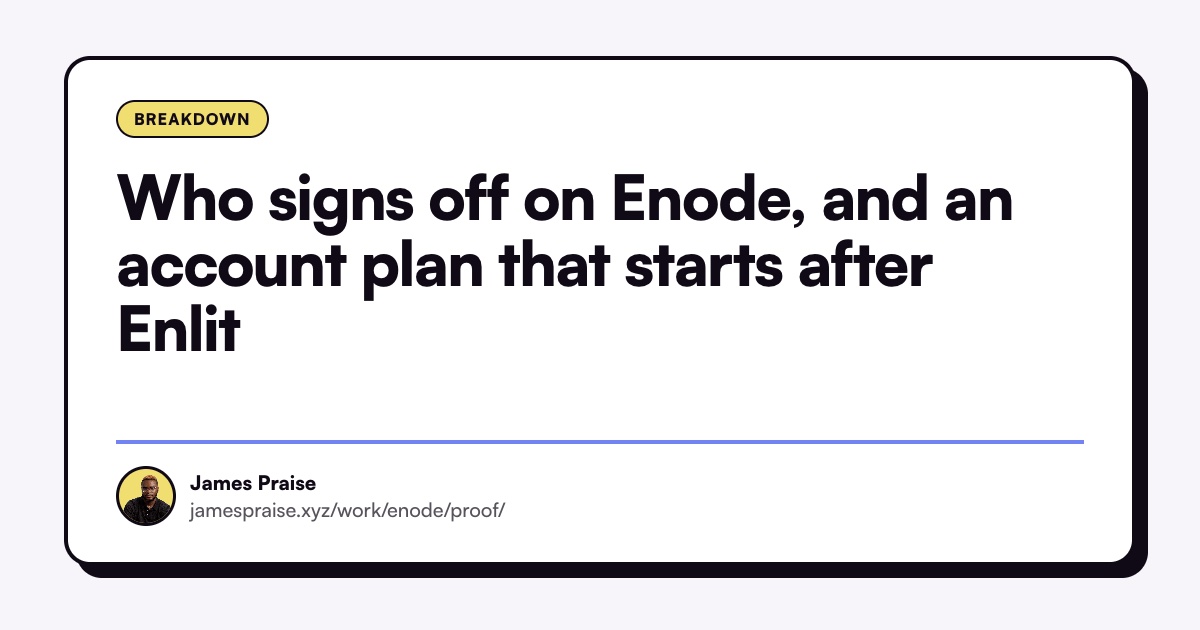 BREAKDOWN
Who signs off on Enode, and an
account plan that starts after
Enlit
James Praise
jamespraise.xyz/work/enode/proof/